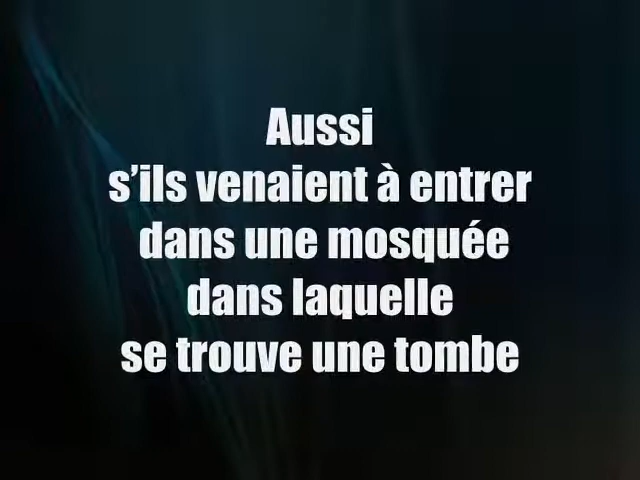 Aussi
s’ils venaient à entrer
dans une mosquée
dans laquelle
se trouve une tombe